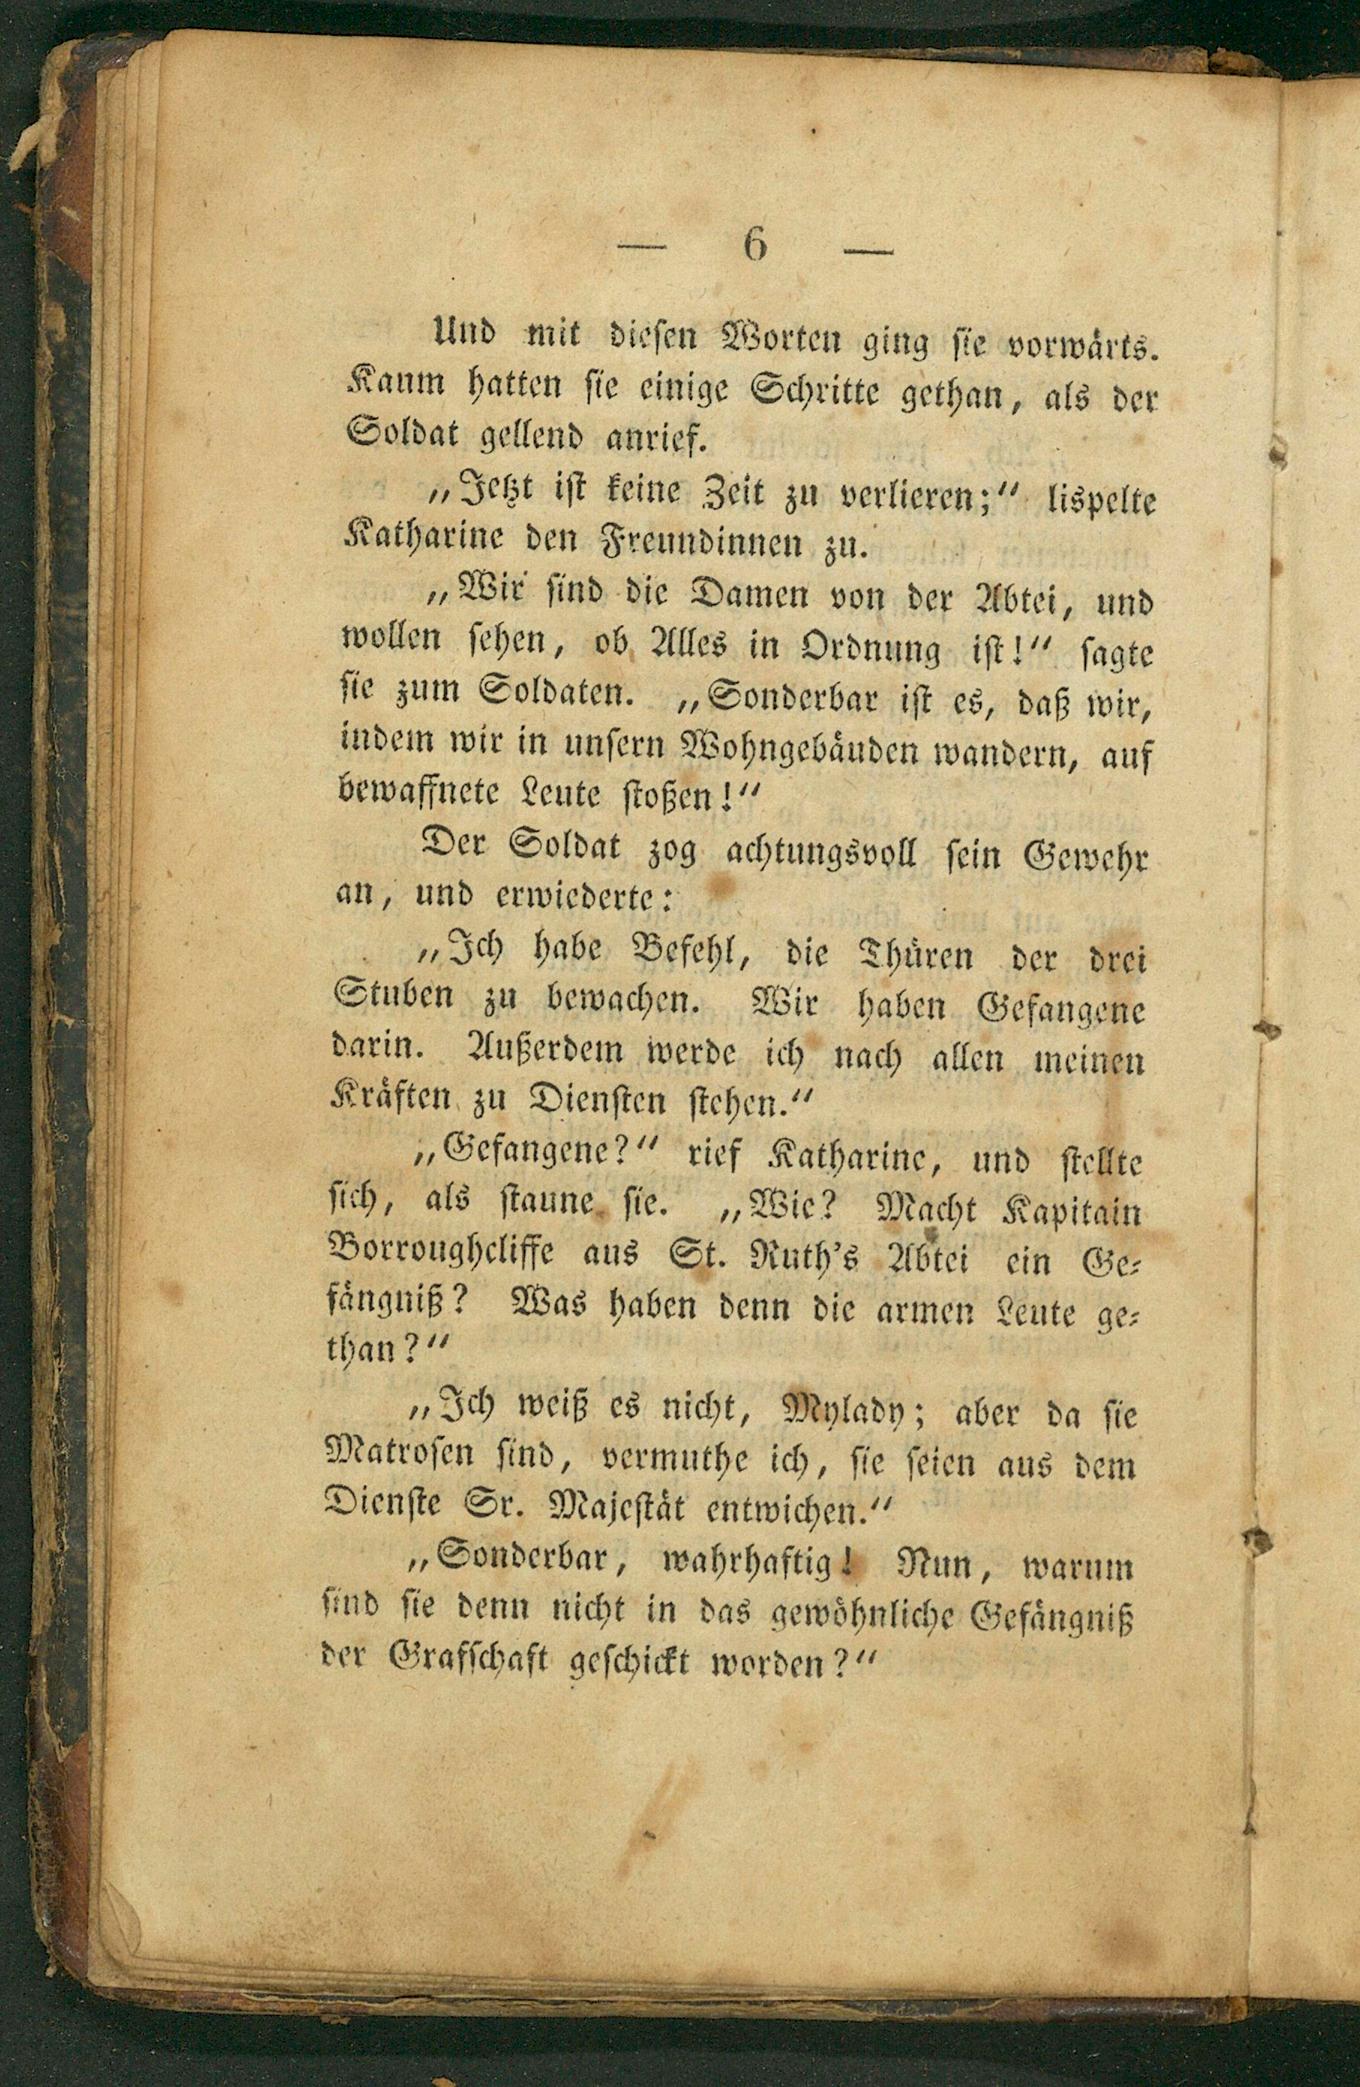 — 6 —
Und mit dieſen Worten ging ſie vorwärts.
Kaum hatten ſie einige Schritte gethan, als der
Soldat gellend anrief.
„Jetzt iſt keine Zeit zu verlieren;“ lispelte
Katharine den Freundinnen zu.
„Wir ſind die Damen von der Abtei, und
wollen ſehen, ob Alles in Ordnung iſt!“ ſagte
ſie zum Soldaten. „Sonderbar iſt es, daß wir,
indem wir in unſern Wohngebäuden wandern, auf
bewaffnete Leute ſtoßen!“
Der Soldat zog achtungsvoll ſein Gewehr
an, und erwiederte:
„Ich habe Befehl, die Thüren der drei
Stuben zu bewachen. Wir haben Gefangene
darin. Außerdem werde ich nach allen meinen
Kräften zu Dienſten ſtehen.“
„Gefangene?“ rief Katharine, und ſtellte
ſich, als ſtaune ſie. „Wie? Macht Kapitain
Borroughcliffe aus St. Ruth's Abtei ein Ge⸗
fängniß? Was haben denn die armen Leute ge⸗
than?“
„Ich weiß es nicht, Mylady; aber da ſie
Matroſen ſind, vermuthe ich, ſie ſeien aus dem
Dienſte Sr. Majeſtät entwichen.“
„Sonderbar, wahrhaftig! Nun, warum
ſind ſie denn nicht in das gewöhnliche Gefängniß
der Grafſchaft geſchickt worden?“